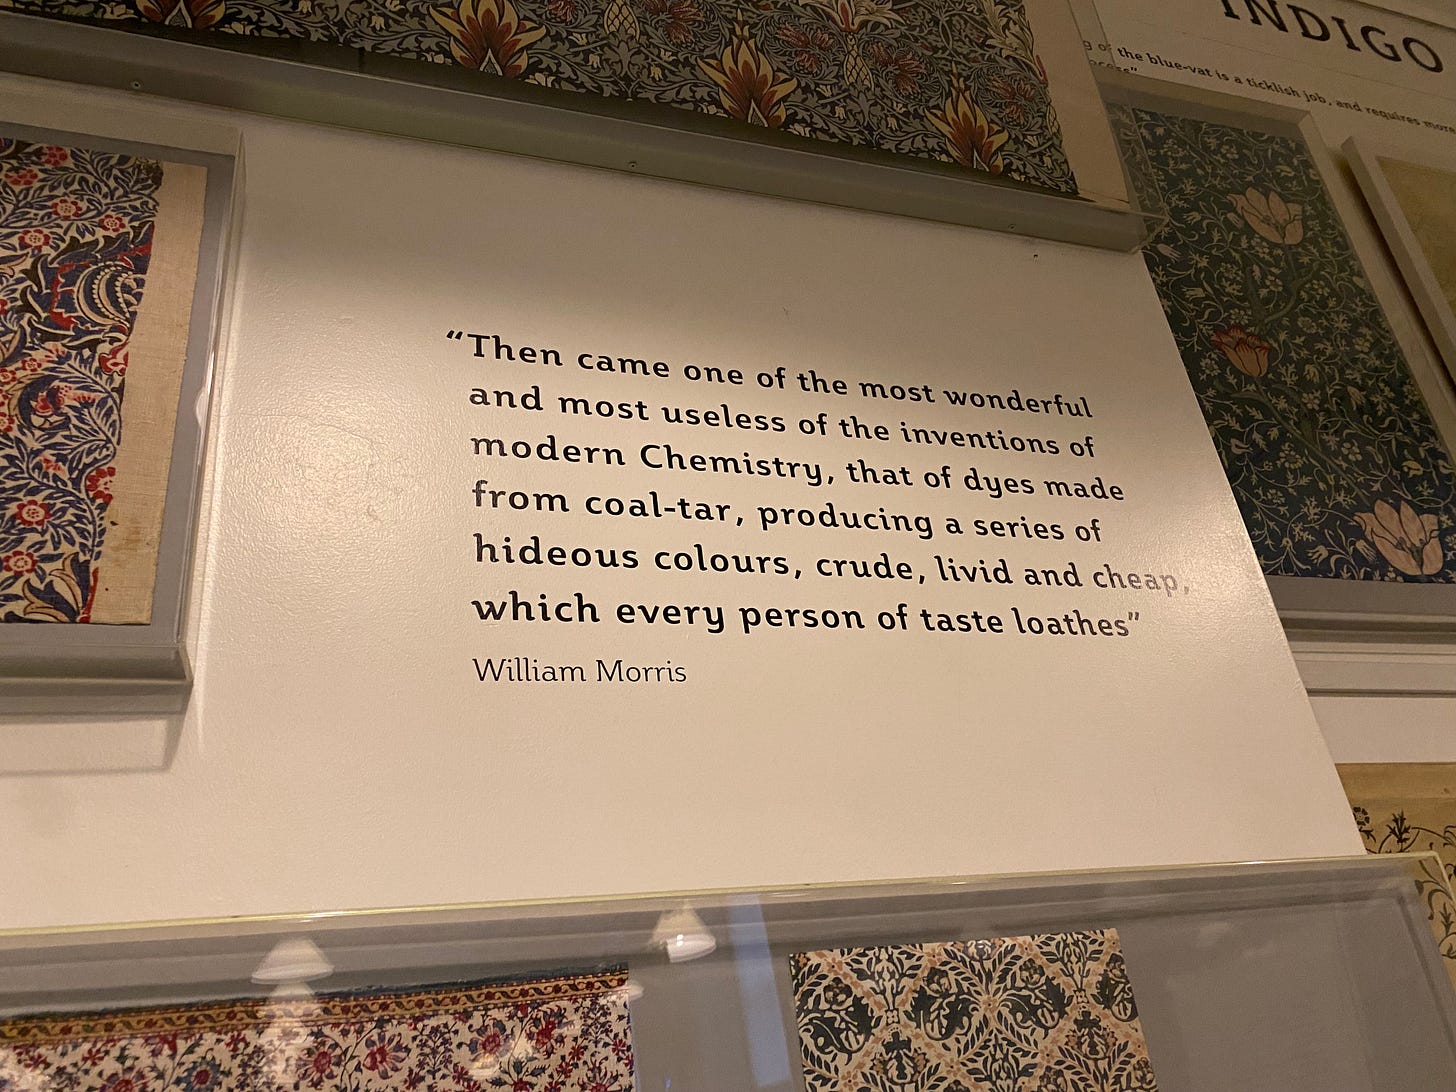 INDIGO
the blue-vat is a ticklish job, and requires
“Then came one of the most wonderful
and most useless of the inventions of
modern Chemistry, that of dyes made
from coal-tar, producing a series of
hideous colours, crude, livid and cheap,
which every person of taste loathes”
William Morris